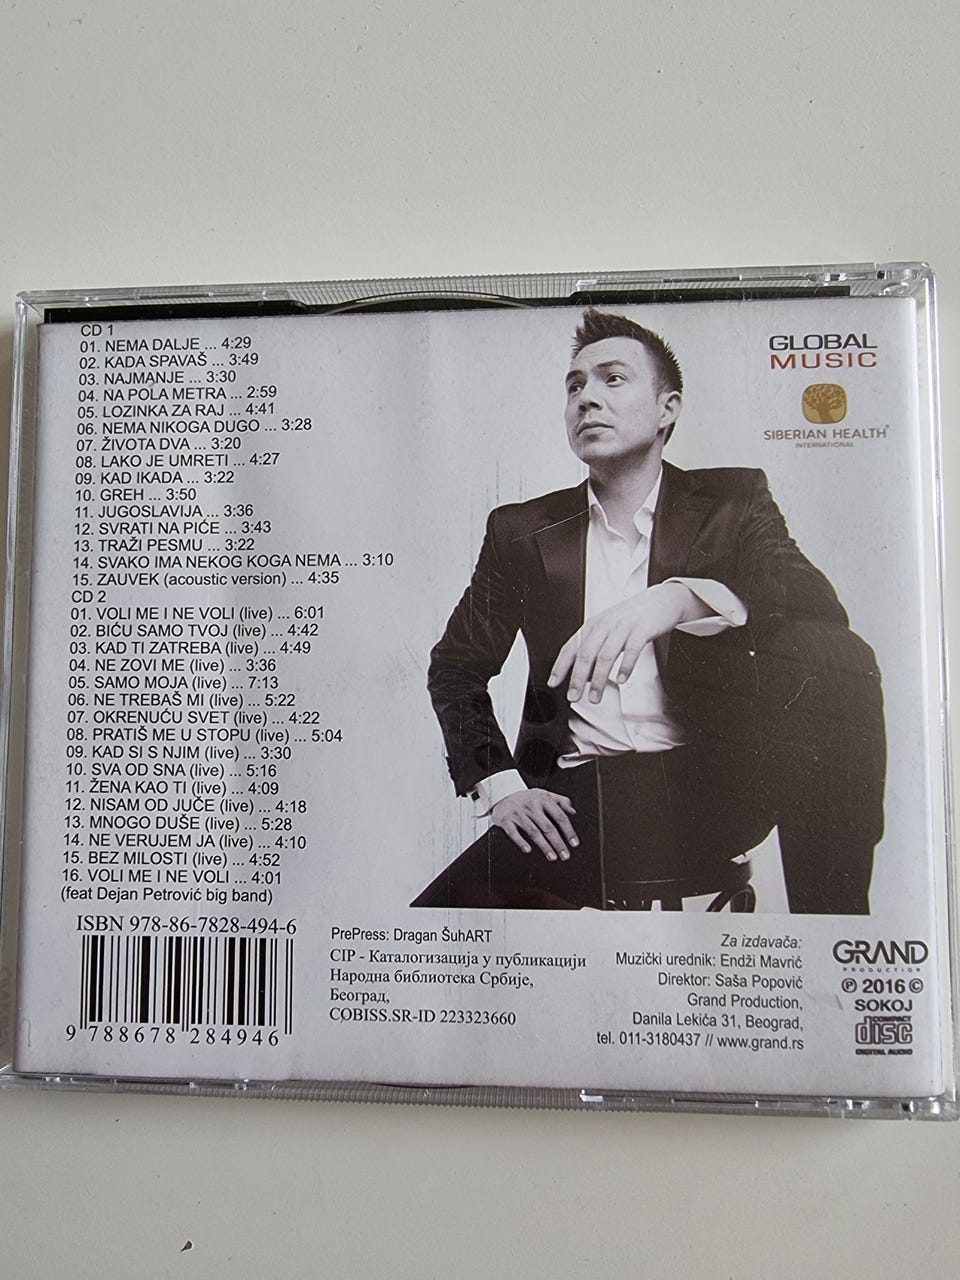 CD 1
01. NEMA DALJE ... 4:29
02. KADA SPAVAŠ ... 3:49
03. NAJMANJE ... 3:30
04. NA POLA METRA ... 2:59
05. LOZINKA ZA RAJ ... 4:41
06. NEMA NIKOGA DUGO ... 3:28
07. ŽIVOTA DVA ... 3:20
08. LAKO JE UMRETI ... 4:27
09. KAD IKADA ... 3:22
10. GREH ... 3:50
11. JUGOSLAVIJA ... 3:36
12. SVRATI NA PIĆE ... 3:43
13. TRAŽI PESMU ... 3:22
14. SVAKO IMA NEKOG KOGA NEMA ... 3:10
15. ZAUVEK (acoustic version) ... 4:35
CD 2
01. VOLI ME I NE VOLI (live) ... 6:01
02. BIĆU SAMO TVOJ (live) ... 4:42
03. KAD TI ZATREBA (live) ... 4:49
04. NE ZOVI ME (live) ... 3:36
05. SAMO MOJA (live) ... 7:13
06. NE TREBAŠ MI (live) ... 5:22
07. OKRENUĆU SVET (live) ... 4:22
08. PRATIŠ ME U STOPU (live) ... 5:04
09. KAD SI S NJIM (live) ... 3:30
10. SVA OD SNA (live) ... 5:16
11. ŽENA KAO TI (live) ... 4:09
12. NISAM OD JUČE (live) ... 4:18
13. MNOGO DUŠE (live) ... 5:28
14. NE VERUJEM JA (live) ... 4:10
15. BEZ MILOSTI (live) ... 4:52
16. VOLI ME I NE VOLI ... 4:01
(feat Dejan Petrović big band)
ISBN 978-86-7828-494-6
9 788678 284946
GLOBAL
MUSIC
SIBERIAN HEALTH®
INTERNATIONAL
PrePress: Dragan ŠuhART
CIP - Каталогизација у публикацији
Народна библиотека Србије,
Београд,
COBISS.SR-ID 223323660
Za izdavača:
Muzički urednik: Endži Mavrić
Direktor: Saša Popović
Grand Production,
Danila Lekića 31, Beograd,
tel. 011-3180437 // www.grand.rs
GRAND
PRODUCTION
℗ 2016 ©
SOKOJ
COMPACT
disc
DIGITAL AUDIO